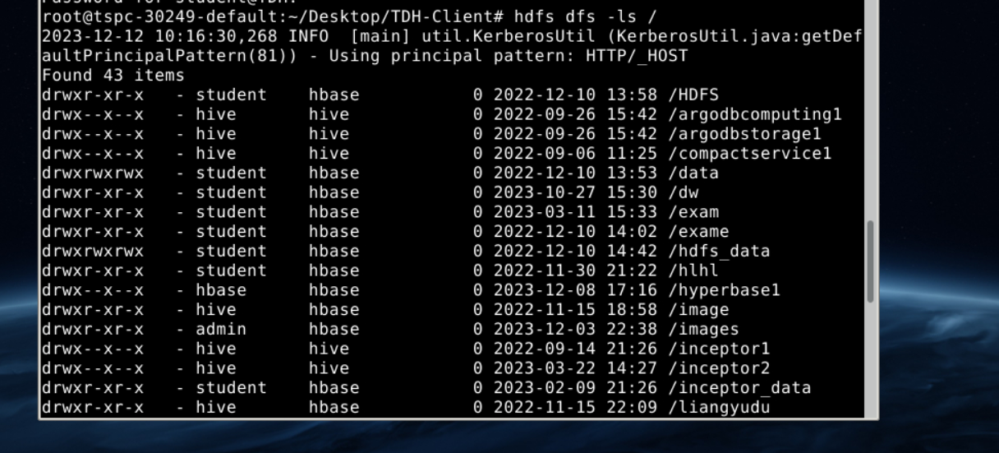 Password for student@TDH:
root@tspc-30249-default:~/Desktop/TDH-Client# hdfs dfs -ls /
2023-12-12 10:16:30,268 INFO  [main] util.KerberosUtil (KerberosUtil.java:getDef
aultPrincipalPattern(81)) - Using principal pattern: HTTP/_HOST
Found 43 items
drwxr-xr-x   - student    hbase           0 2022-12-10 13:58 /HDFS
drwx--x--x   - hive       hive            0 2022-09-26 15:42 /argodbcomputing1
drwx--x--x   - hive       hive            0 2022-09-26 15:42 /argodbstorage1
drwx--x--x   - hive       hive            0 2022-09-06 11:25 /compactservice1
drwxrwxrwx   - student    hbase           0 2022-12-10 13:53 /data
drwxr-xr-x   - student    hbase           0 2023-10-27 15:30 /dw
drwxr-xr-x   - student    hbase           0 2023-03-11 15:33 /exam
drwxr-xr-x   - student    hbase           0 2022-12-10 14:02 /exame
drwxrwxrwx   - student    hbase           0 2022-12-10 14:42 /hdfs_data
drwxr-xr-x   - student    hbase           0 2022-11-30 21:22 /hlhl
drwx--x--x   - hbase      hbase           0 2023-12-08 17:16 /hyperbase1
drwxr-xr-x   - hive       hbase           0 2022-11-15 18:58 /image
drwxr-xr-x   - admin      hbase           0 2023-12-03 22:38 /images
drwx--x--x   - hive       hive            0 2022-09-14 21:26 /inceptor1
drwx--x--x   - hive       hive            0 2023-03-22 14:27 /inceptor2
drwxr-xr-x   - student    hbase           0 2023-02-09 21:26 /inceptor_data
drwxr-xr-x   - hive       hbase           0 2022-11-15 22:09 /liangyudu